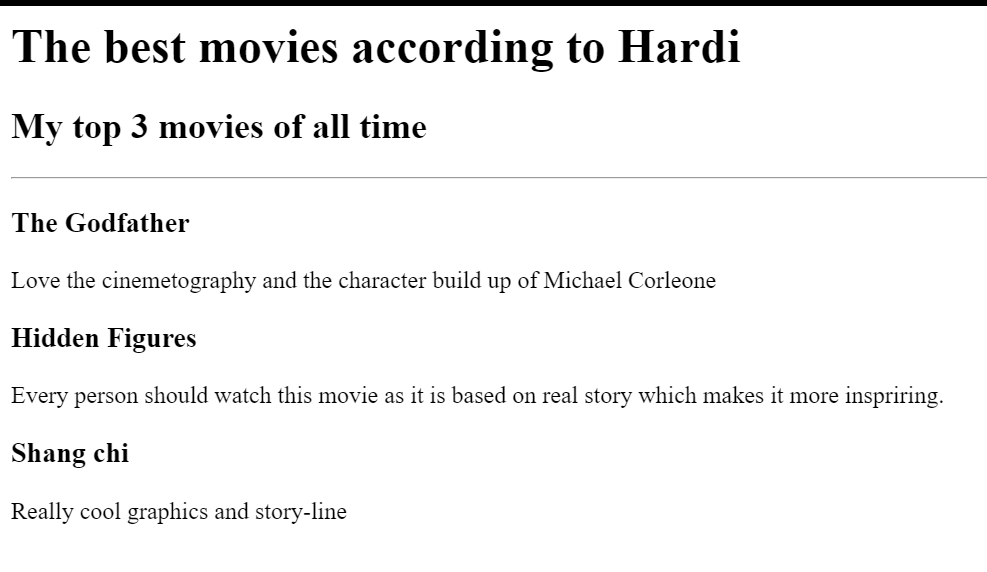 The best movies according to Hardi
My top 3 movies of all time
The Godfather
Love the cinemetography and the character build up of Michael Corleone
Hidden Figures
Every person should watch this movie as it is based on real story which makes it more inspriring.
Shang chi
Really cool graphics and story-line